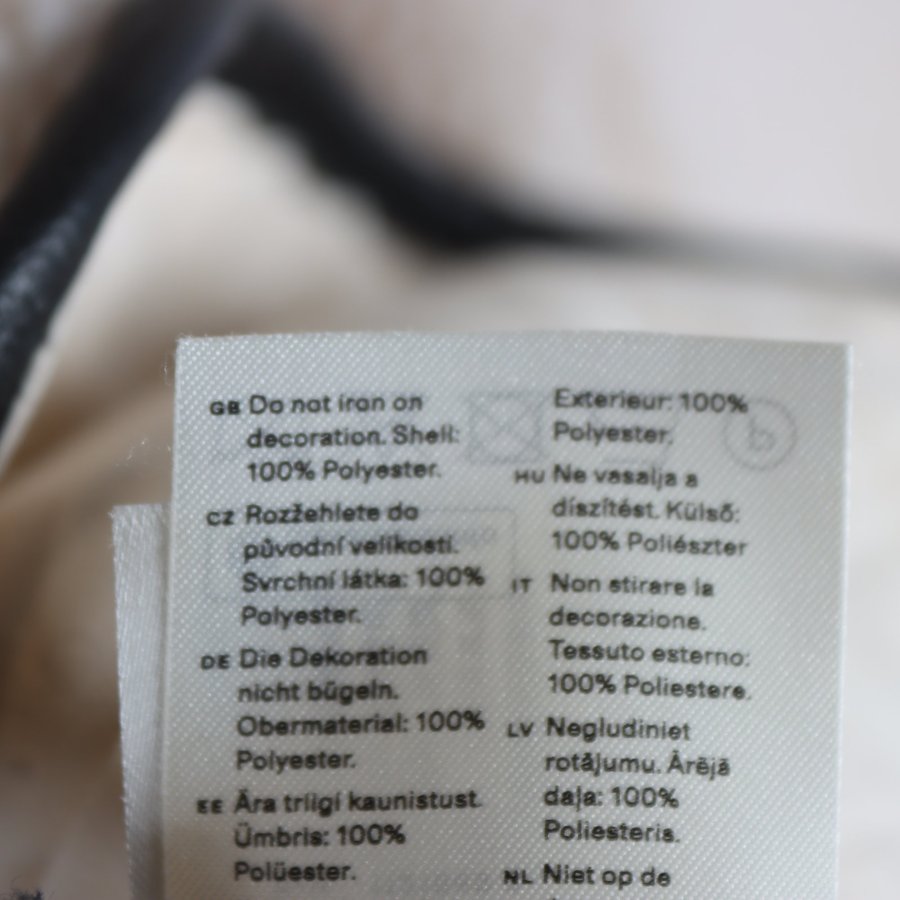 GB Do not iron on
decoration. Shell:
100% Polyester.
CZ Rozžehlete do
původní velikosti.
Svrchní látka: 100%
Polyester.
DE Die Dekoration
nicht bügeln.
Obermaterial: 100%
Polyester.
EE Ära triigi kaunistust.
Ümbris: 100%
Polüester.
Exterieur: 100%
Polyester.
HU Ne vasalja a
díszítést. Külső:
100% Poliészter
IT Non stirare la
decorazione.
Tessuto esterno:
100% Poliestere.
LV Negludiniet
rotājumu. Ārējā
daļa: 100%
Poliesteris.
NL Niet op de